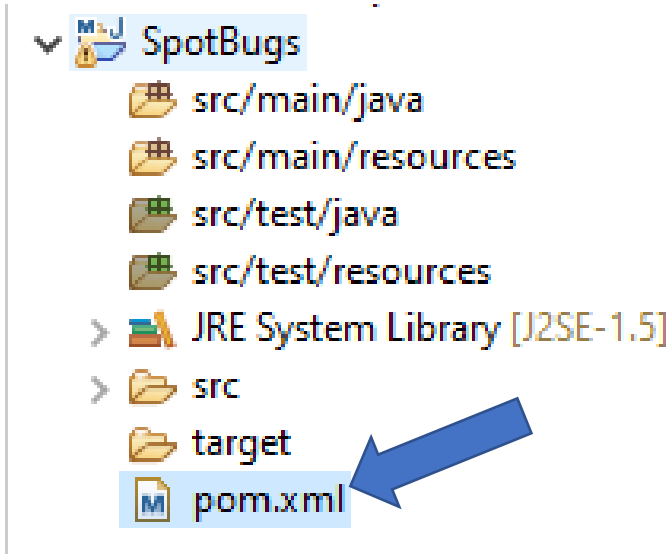 SpotBugs
src/main/java
src/main/resources
src/test/java
src/test/resources
JRE System Library [J2SE-1.5]
src
target
pom.xml